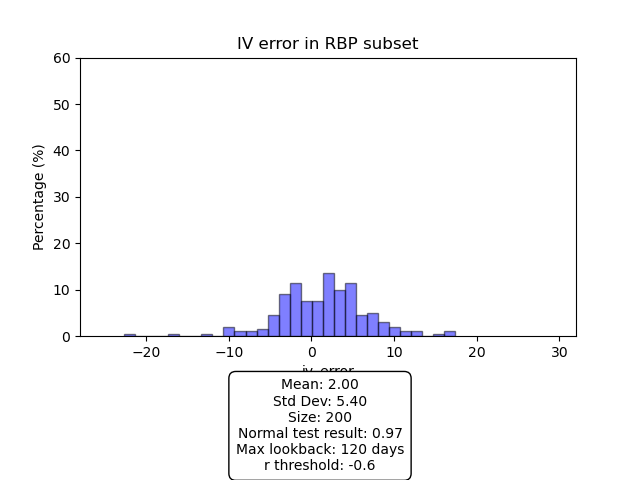 IV error in RBP subset
Percentage (%)
60
50
40
30
20
10
0
−20 −10 0 10 20 30
iv_error
Mean: 2.00
Std Dev: 5.40
Size: 200
Normal test result: 0.97
Max lookback: 120 days
r threshold: -0.6